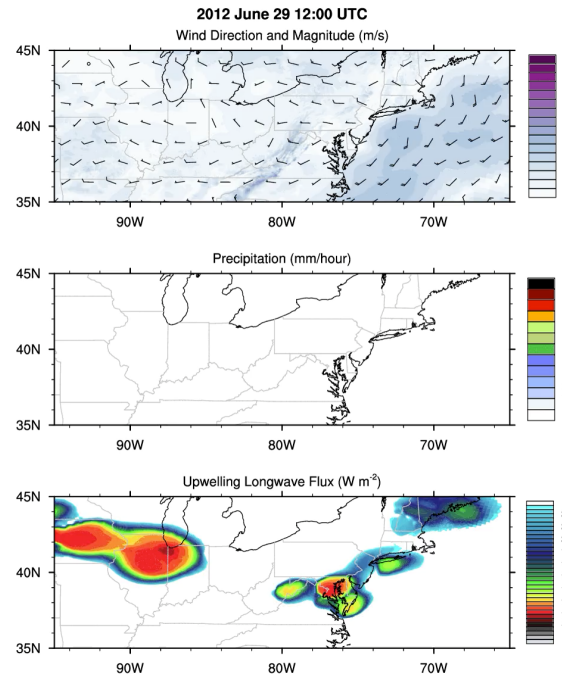 2012 June 29 12:00 UTC
Wind Direction and Magnitude (m/s)
45N
40N
35N
90W 80W 70W
Precipitation (mm/hour)
45N
40N
35N
90W 80W 70W
Upwelling Longwave Flux (W m-2)
45N
40N
35N
90W 80W 70W